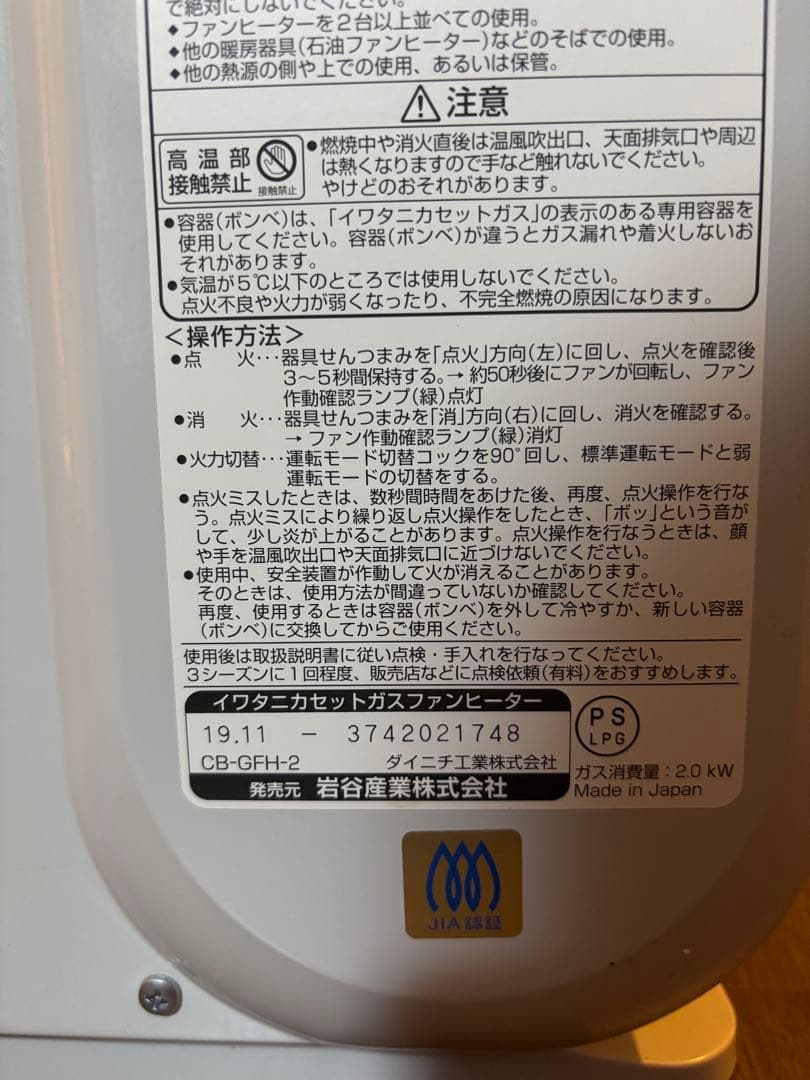 で絶対にしないでください。
◆ファンヒーターを2台以上並べての使用。
◆他の暖房器具(石油ファンヒーター)などのそばでの使用。
◆他の熱源の側や上での使用、あるいは保管。
注意
高温部
接触禁止
接触禁止
●燃焼中や消火直後は温風吹出口、天面排気口や周辺
は熱くなりますので手など触れないでください。
やけどのおそれがあります。
●容器(ボンベ)は、「イワタニカセットガス」の表示のある専用容器を
使用してください。容器(ボンベ)が違うとガス漏れや着火しないお
それがあります。
●気温が5℃以下のところでは使用しないでください。
点火不良や火力が弱くなったり、不完全燃焼の原因になります。
<操作方法>
●点 火･･･器具せんつまみを「点火」方向(左)に回し、点火を確認後
3～5秒間保持する。→ 約50秒後にファンが回転し、ファン
作動確認ランプ(緑)点灯
●消 火･･･器具せんつまみを「消」方向(右)に回し、消火を確認する。
→ ファン作動確認ランプ(緑)消灯
●火力切替･･･運転モード切替コックを90°回し、標準運転モードと弱
運転モードの切替をする。
●点火ミスしたときは、数秒間時間をあけた後、再度、点火操作を行な
う。点火ミスにより繰り返し点火操作をしたとき、「ボッ」という音が
して、少し炎が上がることがあります。点火操作を行なうときは、顔
や手を温風吹出口や天面排気口に近づけないでください。
●使用中、安全装置が作動して火が消えることがあります。
そのときは、使用方法が間違っていないか確認してください。
再度、使用するときは容器(ボンベ)を外して冷やすか、新しい容器
(ボンベ)に交換してからご使用ください。
使用後は取扱説明書に従い点検・手入れを行なってください。
3シーズンに1回程度、販売店などに点検依頼(有料)をおすすめします。
イワタニカセットガスファンヒーター
19.11 － 3742021748
CB-GFH-2 ダイニチ工業株式会社
発売元 岩谷産業株式会社
PS
LPG
ガス消費量：2.0 kW
Made in Japan
JIA認証